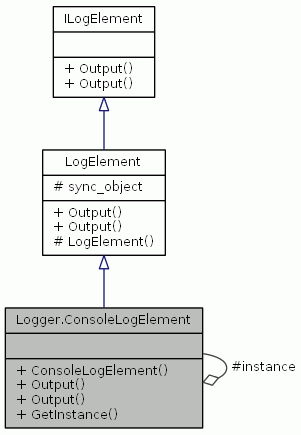 ILogElement
+ Output()
+ Output()
LogElement
# sync_object
+ Output()
+ Output()
# LogElement()
Logger.ConsoleLogElement
+ ConsoleLogElement()
+ Output()
+ Output()
+ GetInstance()
#instance